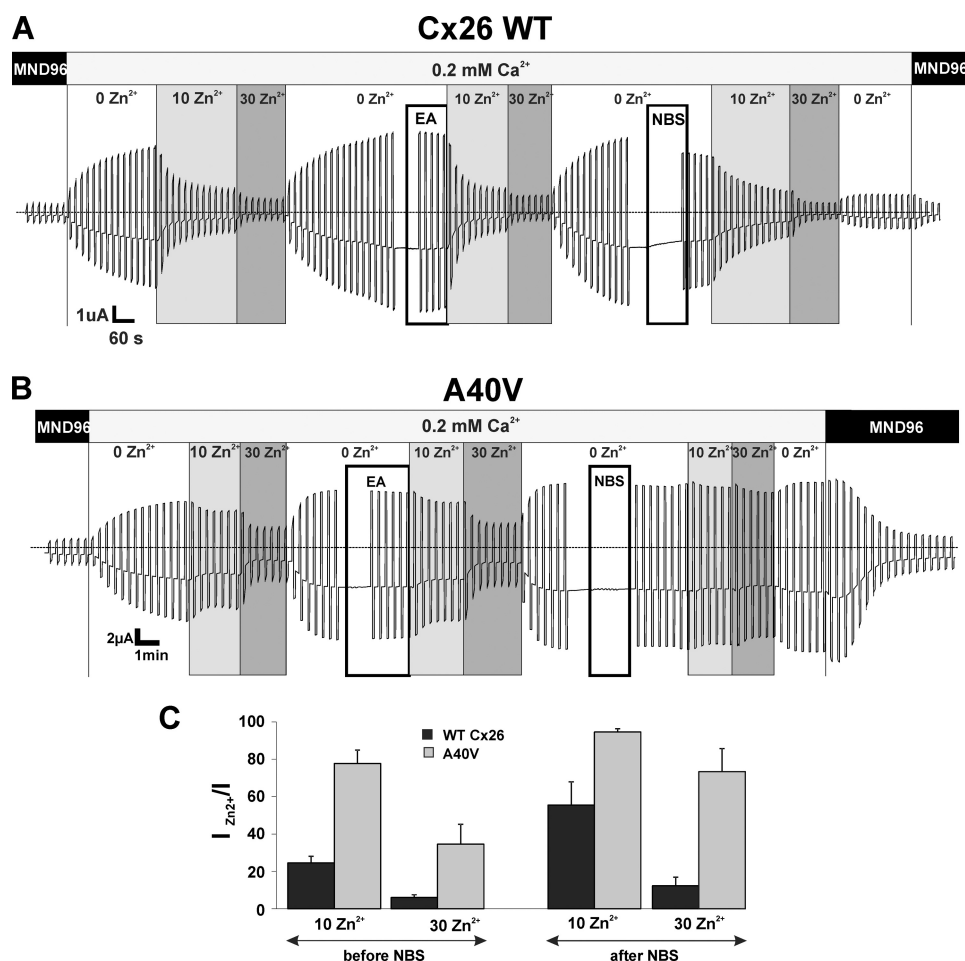 A
Cx26 WT
MND96 0.2 mM Ca²⁺ MND96
0 Zn²⁺ 10 Zn²⁺ 30 Zn²⁺ 0 Zn²⁺ 10 Zn²⁺ 30 Zn²⁺ 0 Zn²⁺ 10 Zn²⁺ 30 Zn²⁺ 0 Zn²⁺
EA NBS
1uA
60 s
B
A40V
MND96 0.2 mM Ca²⁺ MND96
0 Zn²⁺ 10 Zn²⁺ 30 Zn²⁺ 0 Zn²⁺ 10 Zn²⁺ 30 Zn²⁺ 0 Zn²⁺ 10 Zn²⁺ 30 Zn²⁺ 0 Zn²⁺
EA NBS
2µA
1min
C
I Zn2+/I
100
80
60
40
20
0
WT Cx26
A40V
10 Zn²⁺ 30 Zn²⁺ 10 Zn²⁺ 30 Zn²⁺
before NBS after NBS